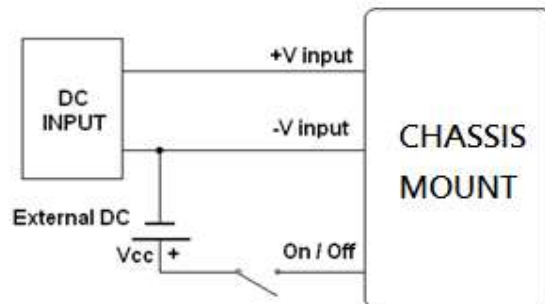 +V input
DC
INPUT
-V input
CHASSIS
MOUNT
External DC
Vcc +
On / Off